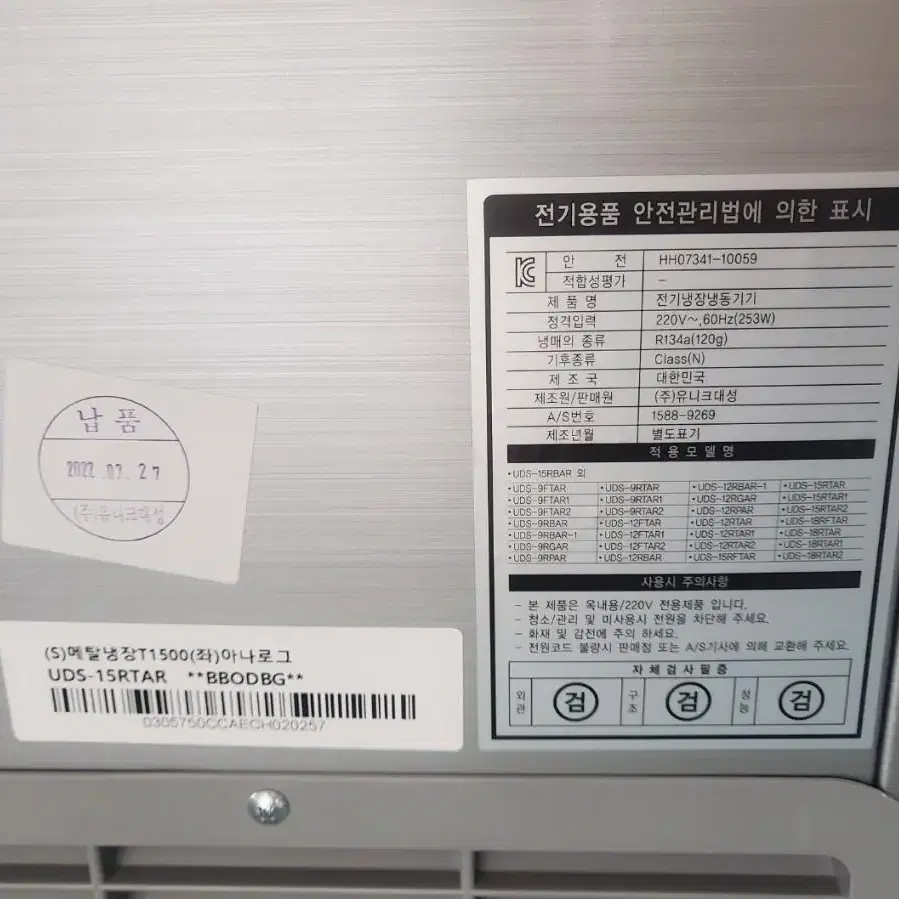 전기용품 안전관리법에 의한 표시
안 전 HH07341-10059
적합성평가 -
제 품 명 전기냉장냉동기기
정격입력 220V~,60Hz(253W)
냉매의 종류 R134a(120g)
기후종류 Class(N)
제 조 국 대한민국
제조원/판매원 (주)유니크대성
A/S번호 1588-9269
제조년월 별도표기
적 용 모 델 명
•UDS-15RBAR 외
•UDS-9FTAR •UDS-9RTAR •UDS-12RBAR-1 •UDS-15RTAR
•UDS-9FTAR1 •UDS-9RTAR1 •UDS-12RGAR •UDS-15RTAR1
•UDS-9FTAR2 •UDS-9RTAR2 •UDS-12RPAR •UDS-15RTAR2
•UDS-9RBAR •UDS-12FTAR •UDS-12RTAR •UDS-18RFTAR
•UDS-9RBAR-1 •UDS-12FTAR1 •UDS-12RTAR1 •UDS-18RTAR
•UDS-9RGAR •UDS-12FTAR2 •UDS-12RTAR2 •UDS-18RTAR1
•UDS-9RPAR •UDS-12RBAR •UDS-15RFTAR •UDS-18RTAR2
사용시 주의사항
- 본 제품은 옥내용/220V 전용제품 입니다.
- 청소/관리 및 미사용시 전원을 차단해 주세요.
- 화재 및 감전에 주의 하세요.
- 전원코드 불량시 판매점 또는 A/S기사에 의해 교환해 주세요.
자 체 검 사 필 증
외관 검 구조 검 성능 검
납 품
2022.07.27
(주)유니크대성
(S)메탈냉장T1500(좌)아나로그
UDS-15RTAR **BBODBG**
0305750CCAECH020257